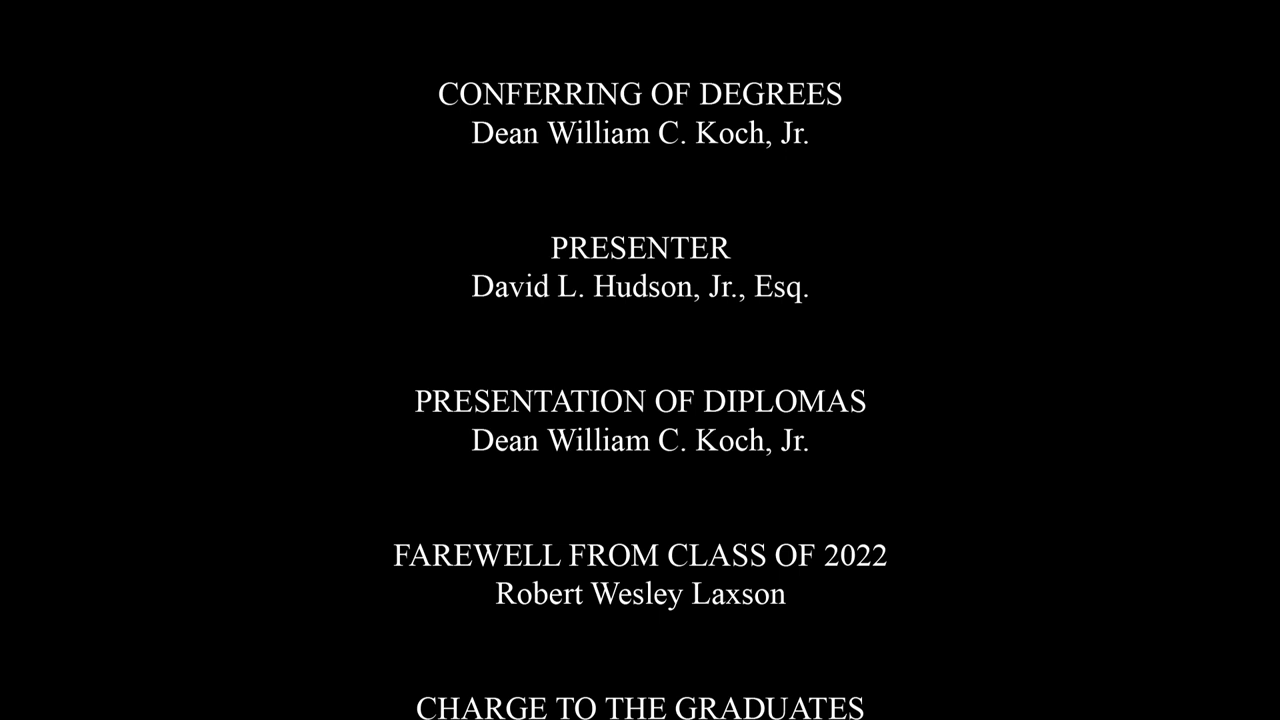 CONFERRING OF DEGREES
Dean William C. Koch, Jr.
PRESENTER
David L. Hudson, Jr., Esq.
PRESENTATION OF DIPLOMAS
Dean William C. Koch, Jr.
FAREWELL FROM CLASS OF 2022
Robert Wesley Laxson
CHARGE TO THE GRADUATES